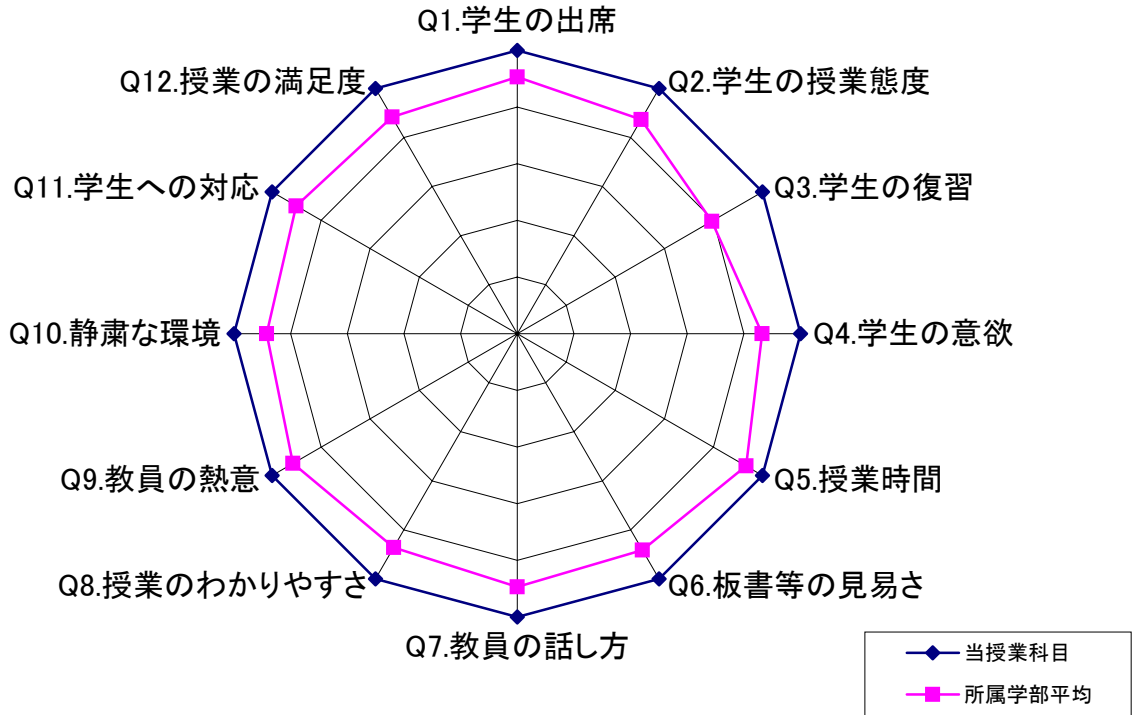 Q1.学生の出席
Q12.授業の満足度
Q2.学生の授業態度
Q11.学生への対応
Q3.学生の復習
Q10.静粛な環境
Q4.学生の意欲
Q9.教員の熱意
Q5.授業時間
Q8.授業のわかりやすさ
Q6.板書等の見易さ
Q7.教員の話し方
当授業科目
所属学部平均